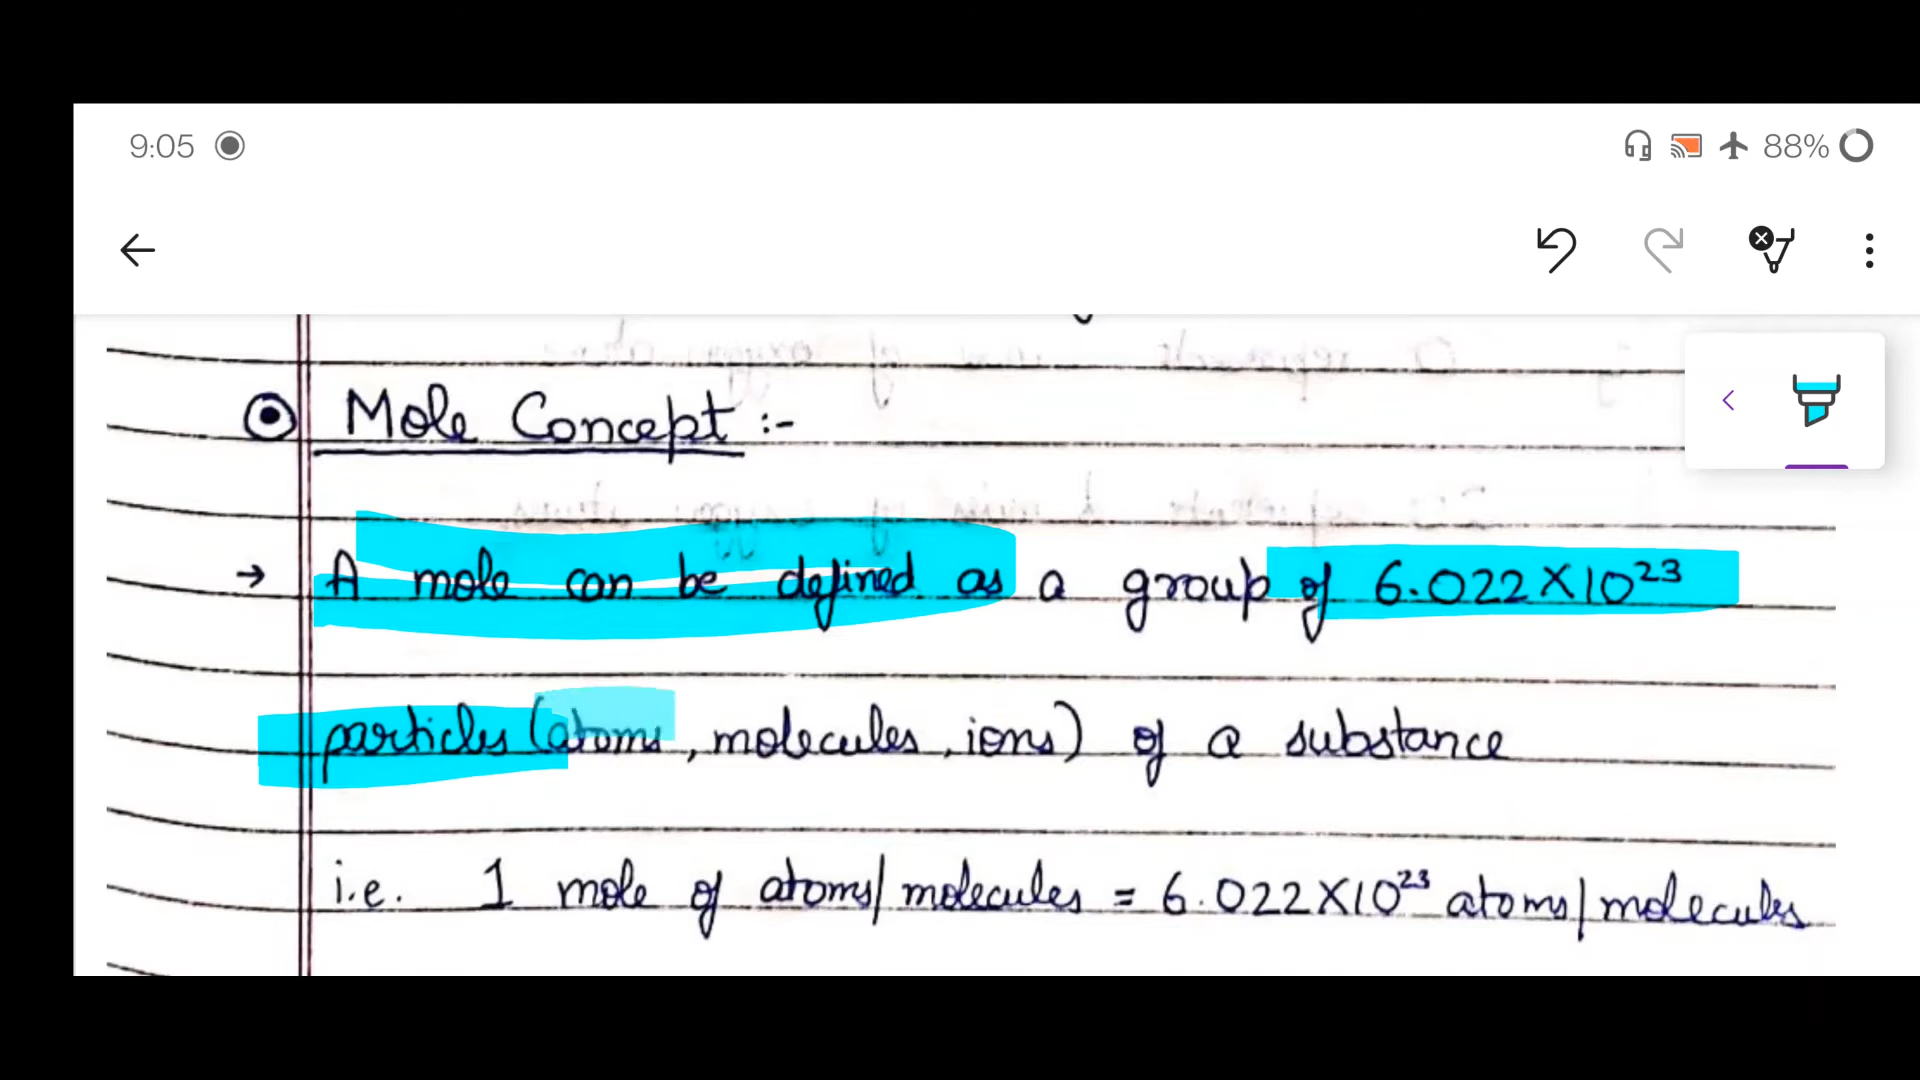 9:05 88%
⦿ Mole Concept :-
→ A mole can be defined as a group of 6.022×10²³
particles (atoms, molecules, ions) of a substance
i.e. 1 mole of atoms/molecules = 6.022×10²³ atoms/molecules